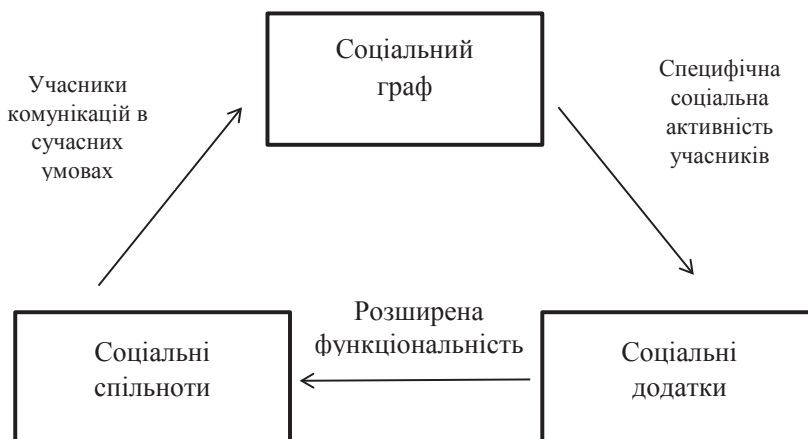 Соціальний
граф
Учасники
комунікацій в
сучасних
умовах
Специфічна
соціальна
активність
учасників
Розширена
функціональність
Соціальні
спільноти
Соціальні
додатки